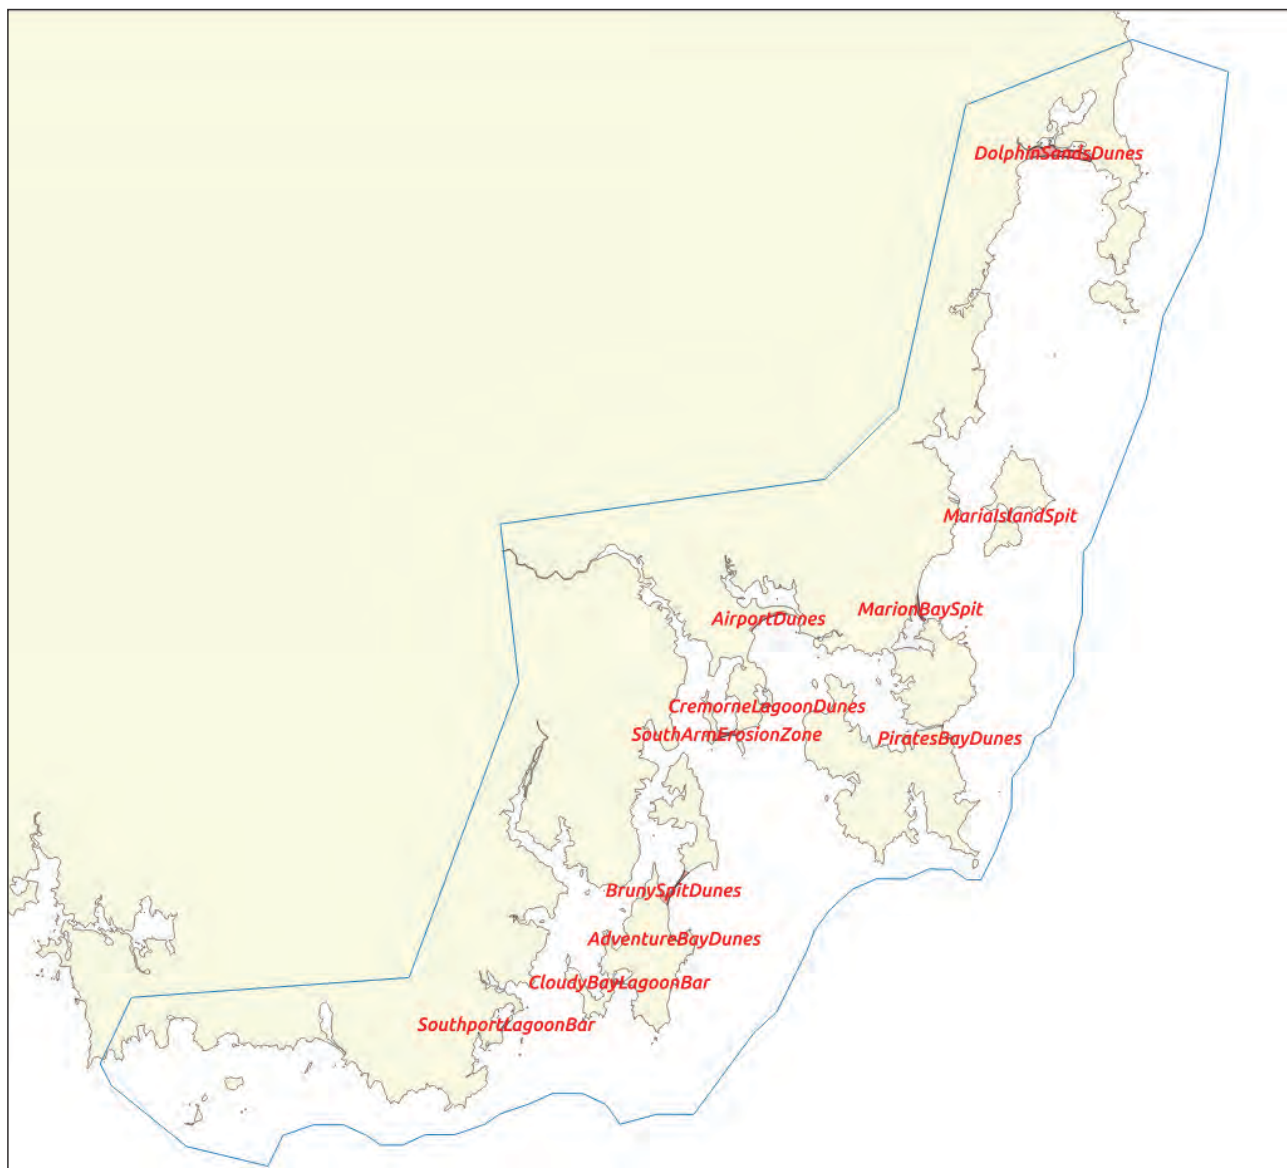 DolphinSandsDunes
MariaIslandSpit
MarionBaySpit
AirportDunes
CremorneLagoonDunes
SouthArmErosionZone
PiratesBayDunes
BrunySpitDunes
AdventureBayDunes
CloudyBayLagoonBar
SouthportLagoonBar